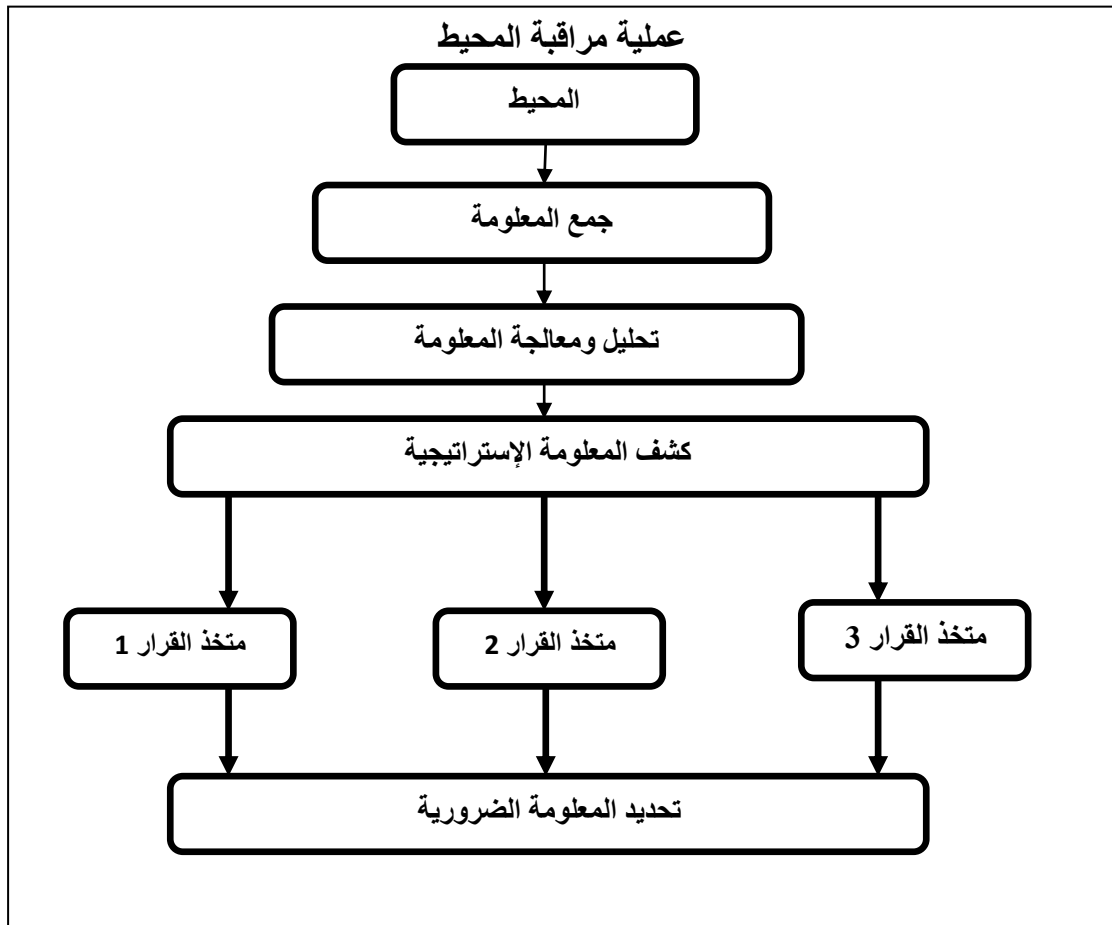 عملية مراقبة المحيط
المحيط
جمع المعلومة
تحليل ومعالجة المعلومة
كشف المعلومة الإستراتيجية
متخذ القرار 3
متخذ القرار 2
متخذ القرار 1
تحديد المعلومة الضرورية